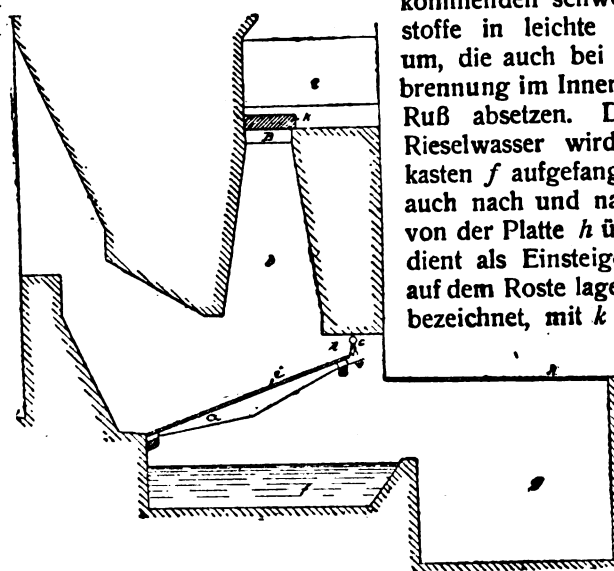 kommenden schwe
stoffe in leichte
um, die auch bei
brennung im Inner
Ruß absetzen. D
Rieselwasser wird
kasten f aufgefang
auch nach und na
von der Platte h ü
dient als Einsteig
auf dem Roste lage
bezeichnet, mit k
e
k
B
c
i
a
f
h